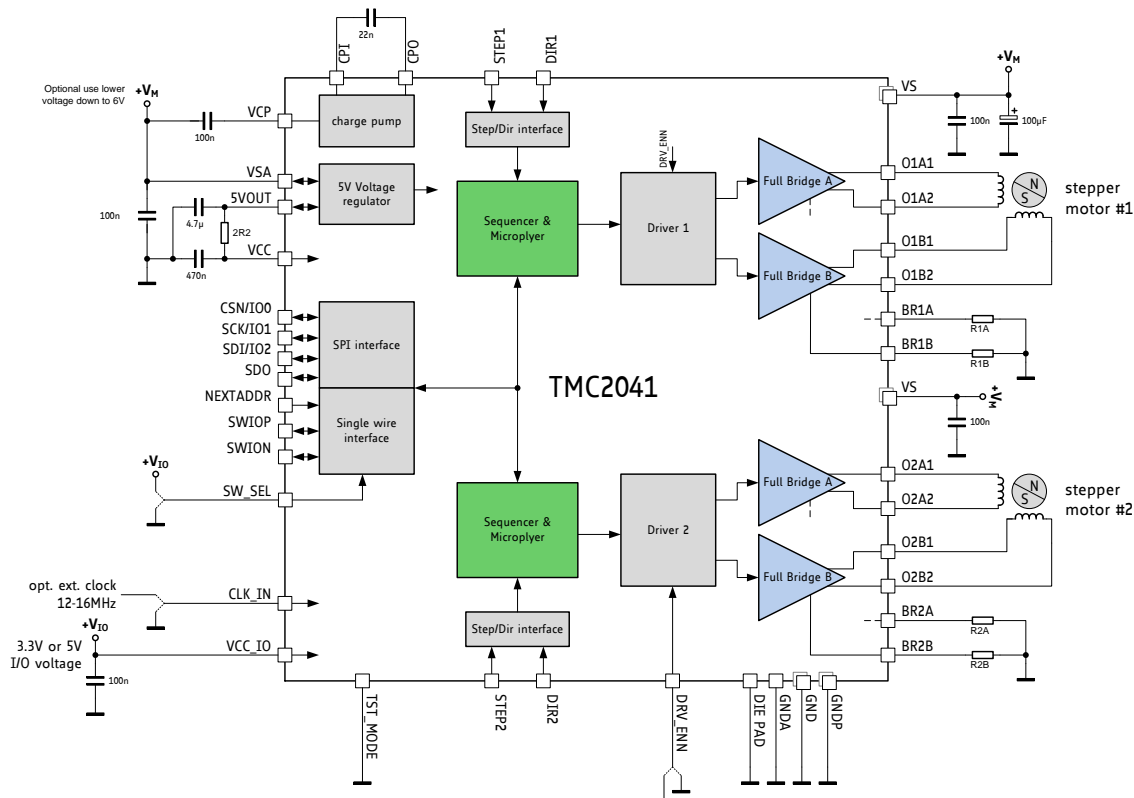 22n
CPI
CPO
STEP1
DIR1
Optional use lower
voltage down to 6V
+VM
VCP
100n
charge pump
Step/Dir interface
VS
+VM
100n
+
100µF
VSA
5V Voltage
regulator
5VOUT
100n
4.7µ
2R2
VCC
470n
Sequencer &
Microplyer
DRV_ENN
Driver 1
Full Bridge A
Full Bridge B
O1A1
O1A2
O1B1
O1B2
N
S
stepper
motor #1
BR1A
R1A
BR1B
R1B
CSN/IO0
SCK/IO1
SDI/IO2
SDO
SPI interface
NEXTADDR
SWIOP
SWION
Single wire
interface
TMC2041
VS
+VM
100n
+VIO
SW_SEL
Sequencer &
Microplyer
Driver 2
Full Bridge A
Full Bridge B
O2A1
O2A2
O2B1
O2B2
N
S
stepper
motor #2
BR2A
R2A
BR2B
R2B
opt. ext. clock
12-16MHz
CLK_IN
Step/Dir interface
+VIO
3.3V or 5V
I/O voltage
VCC_IO
100n
TST_MODE
STEP2
DIR2
DRV_ENN
DIE PAD
GNDA
GND
GNDP